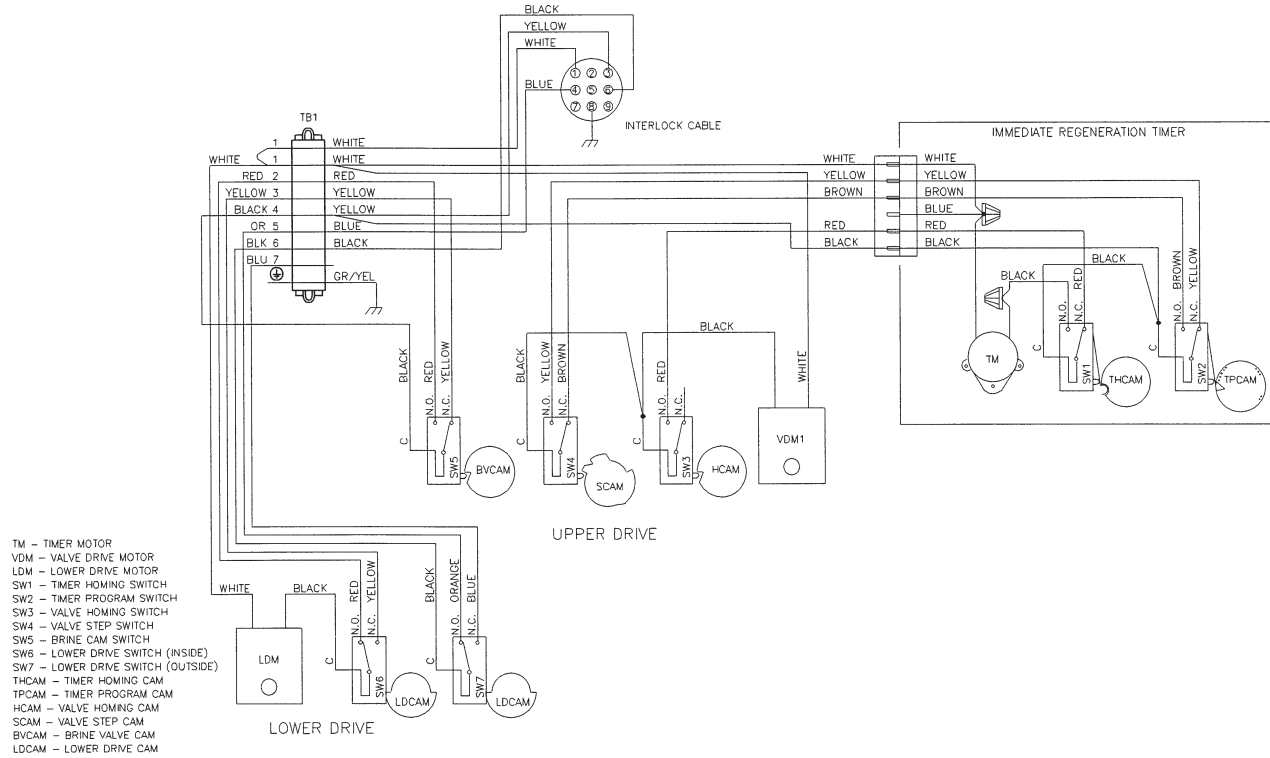 BLACK
YELLOW
WHITE
BLUE
1 2 3
4 5 6
7 8 9
INTERLOCK CABLE
TB1
1 WHITE
WHITE 1 WHITE
RED 2 RED
YELLOW 3 YELLOW
BLACK 4 YELLOW
OR 5 BLUE
BLK 6 BLACK
BLU 7
GR/YEL
IMMEDIATE REGENERATION TIMER
WHITE WHITE
YELLOW YELLOW
BROWN BROWN
BLUE
RED RED
BLACK BLACK
BLACK
BLACK
N.O.
N.C. RED
N.O. BROWN
N.C. YELLOW
TM
C
SW1
THCAM
C
SW2
TPCAM
BLACK
N.O. RED
N.C. YELLOW
C
SW5
BVCAM
BLACK
N.O. YELLOW
N.C. BROWN
C
SW4
SCAM
BLACK
N.O. RED
N.C.
C
SW3
HCAM
WHITE
VDM1
UPPER DRIVE
WHITE
BLACK
LDM
N.O. RED
N.C. YELLOW
C
SW6
LDCAM
BLACK
N.O. ORANGE
N.C. BLUE
C
SW7
LDCAM
LOWER DRIVE
TM – TIMER MOTOR
VDM – VALVE DRIVE MOTOR
LDM – LOWER DRIVE MOTOR
SW1 – TIMER HOMING SWITCH
SW2 – TIMER PROGRAM SWITCH
SW3 – VALVE HOMING SWITCH
SW4 – VALVE STEP SWITCH
SW5 – BRINE CAM SWITCH
SW6 – LOWER DRIVE SWITCH (INSIDE)
SW7 – LOWER DRIVE SWITCH (OUTSIDE)
THCAM – TIMER HOMING CAM
TPCAM – TIMER PROGRAM CAM
HCAM – VALVE HOMING CAM
SCAM – VALVE STEP CAM
BVCAM – BRINE VALVE CAM
LDCAM – LOWER DRIVE CAM